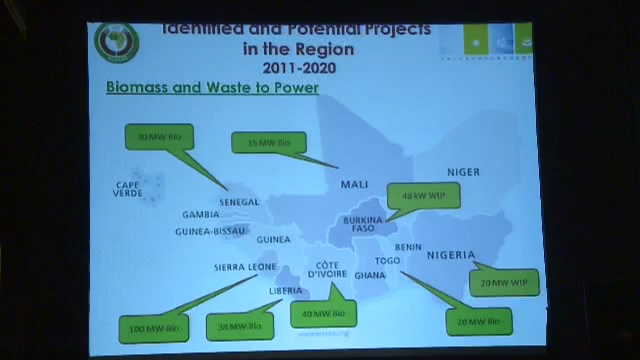 Identified and Potential Projects
in the Region
2011-2020
Biomass and Waste to Power
30 MW Bio
15 MW Bio
CAPE
VERDE
SENEGAL
GAMBIA
GUINEA-BISSAU
GUINEA
SIERRA LEONE
LIBERIA
CÔTE
D'IVOIRE
MALI
NIGER
48 kW WtP
BURKINA
FASO
BENIN
TOGO
GHANA
NIGERIA
20 MW WtP
100 MW Bio
38 MW Bio
40 MW Bio
20 MW Bio